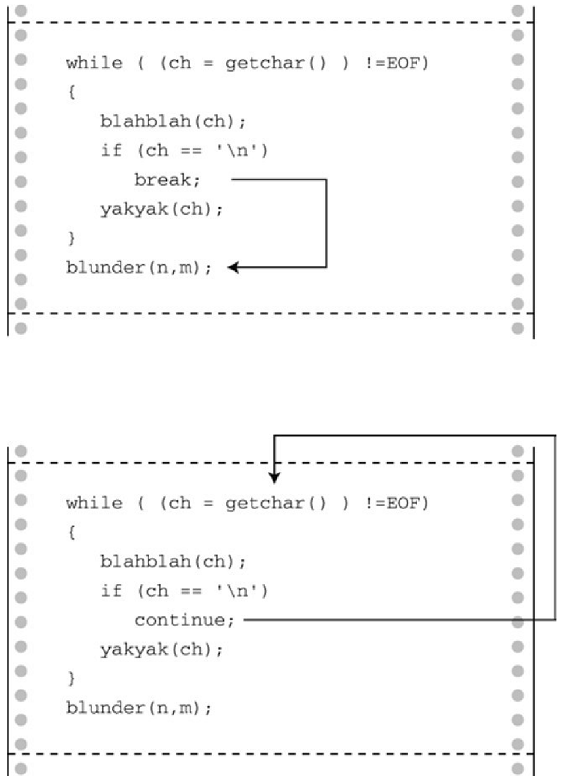 while ( (ch = getchar() ) !=EOF)
{
blahblah(ch);
if (ch == '\n')
break;
yakyak(ch);
}
blunder(n,m);
while ( (ch = getchar() ) !=EOF)
{
blahblah(ch);
if (ch == '\n')
continue;
yakyak(ch);
}
blunder(n,m);